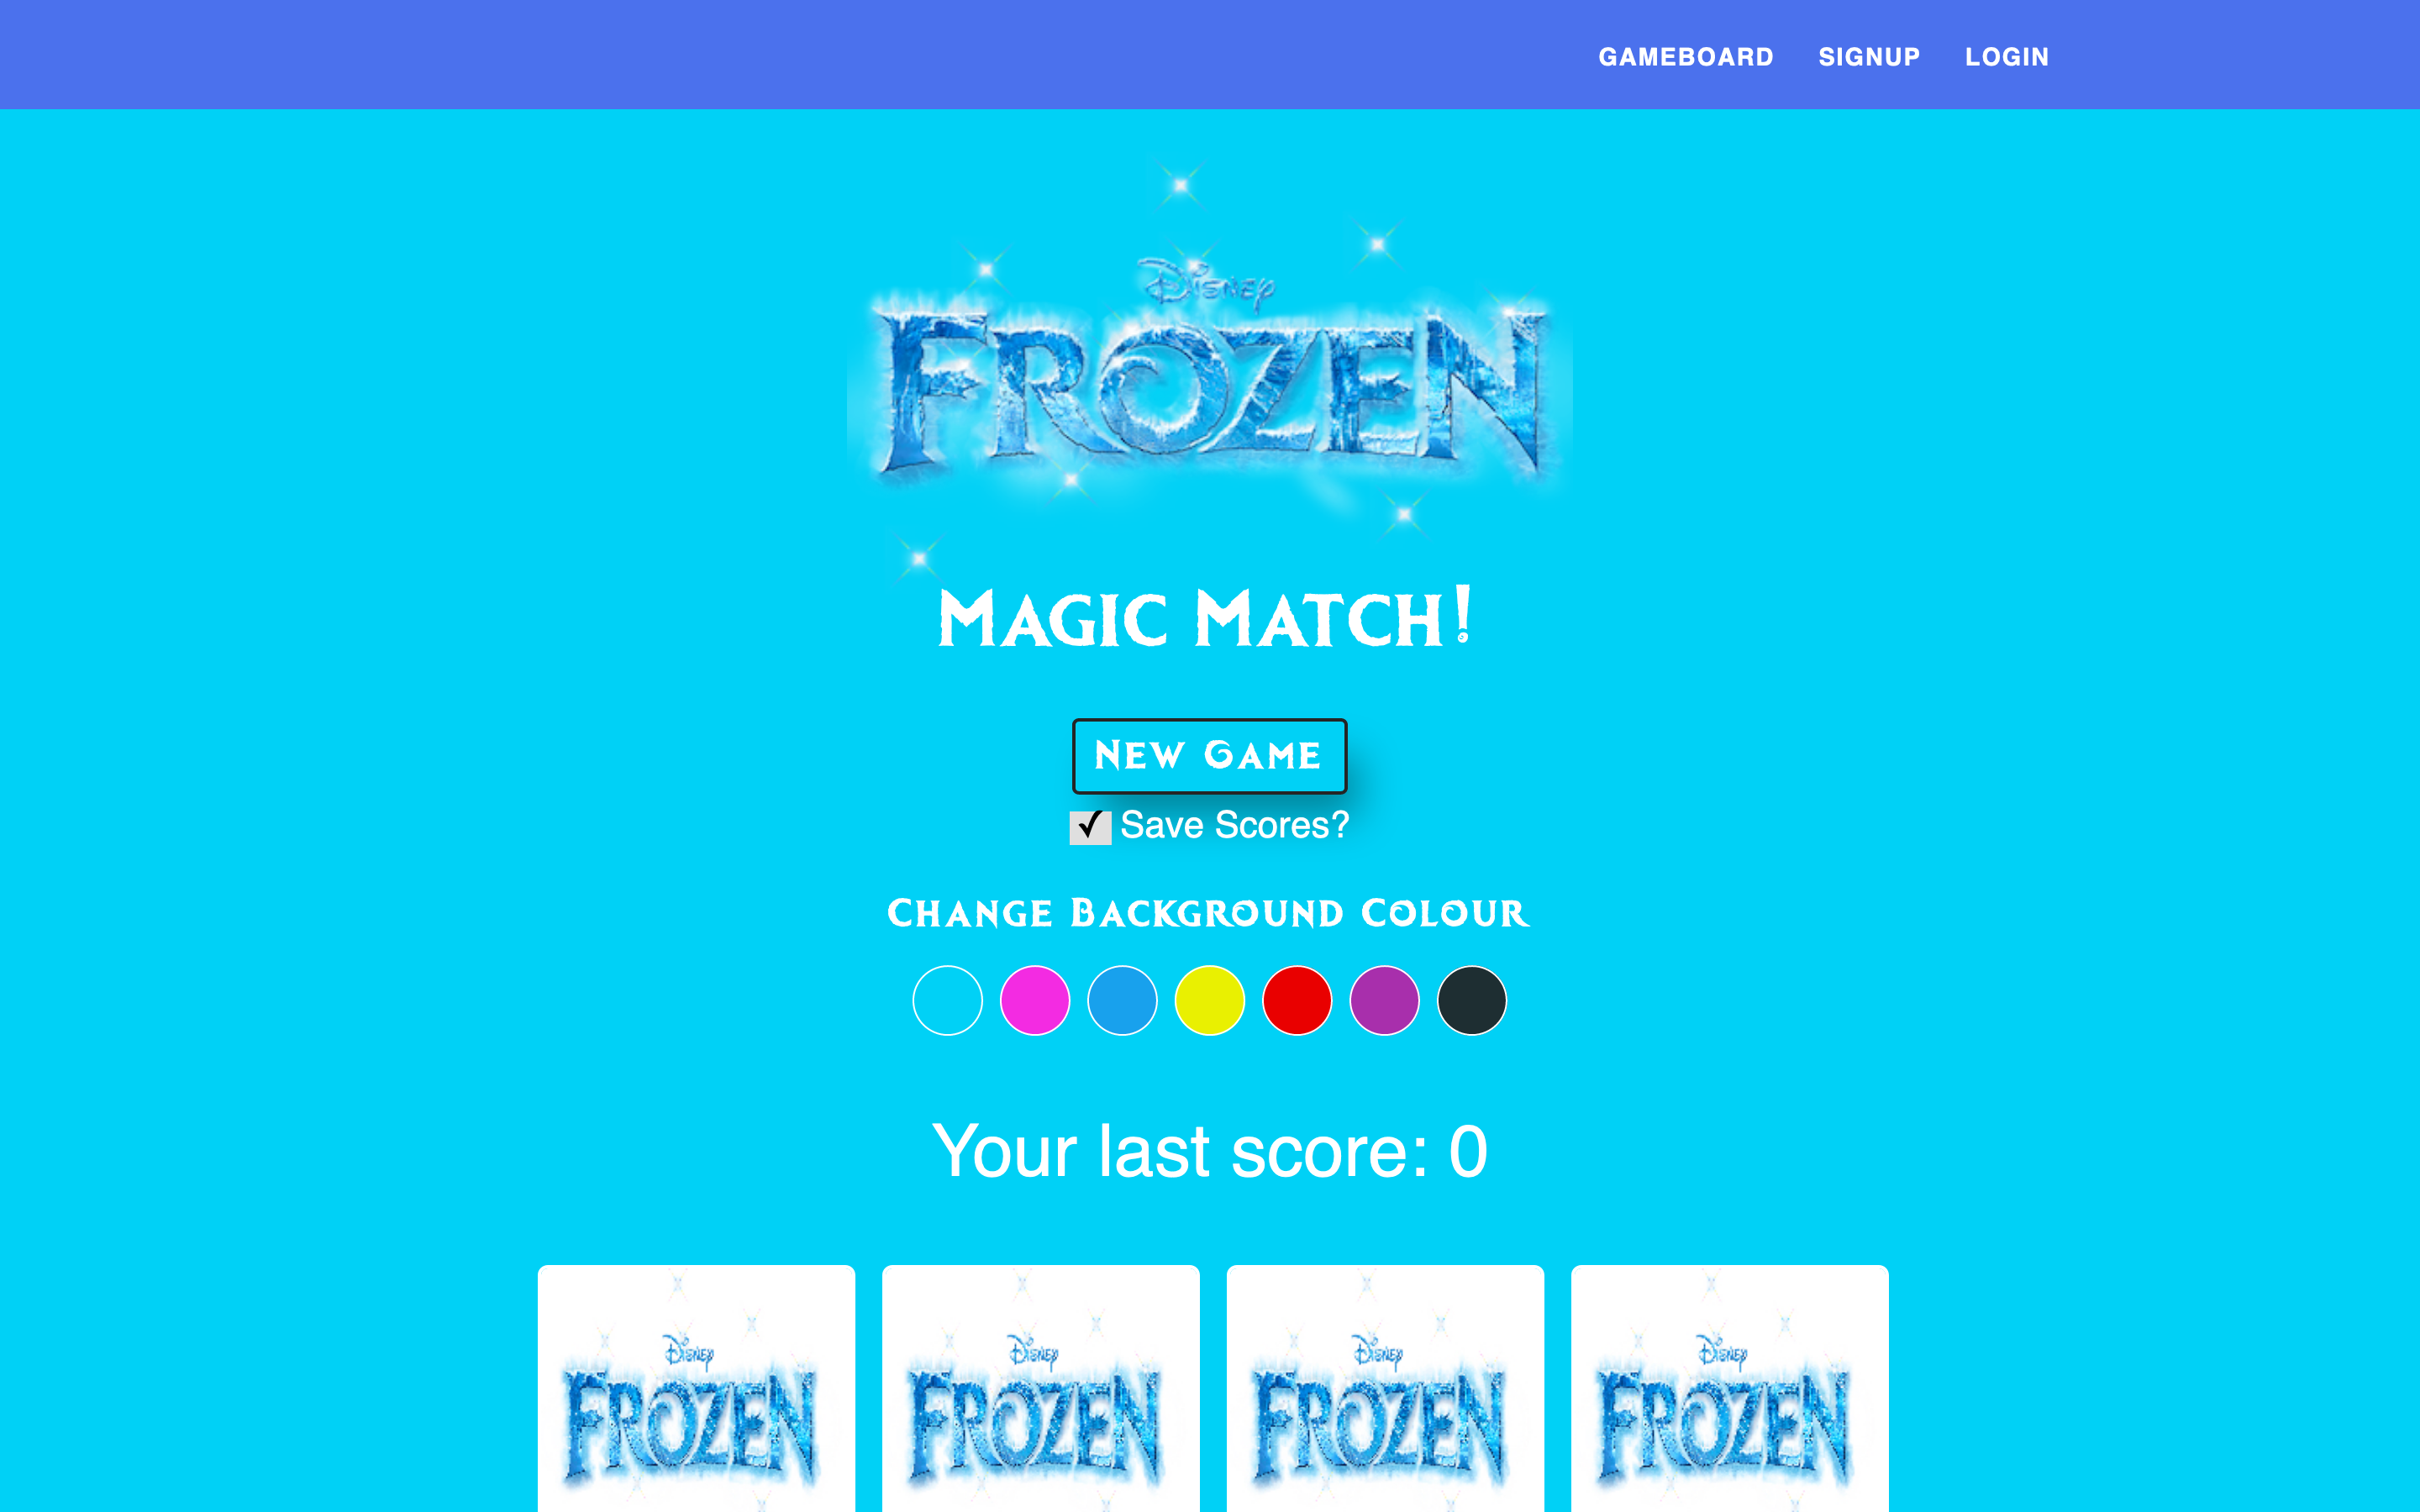 GAMEBOARD SIGNUP LOGIN
Disney
FROZEN
Magic Match!
New Game
✓ Save Scores?
Change Background Colour
Your last score: 0
Disney Disney Disney Disney
FROZEN FROZEN FROZEN FROZEN